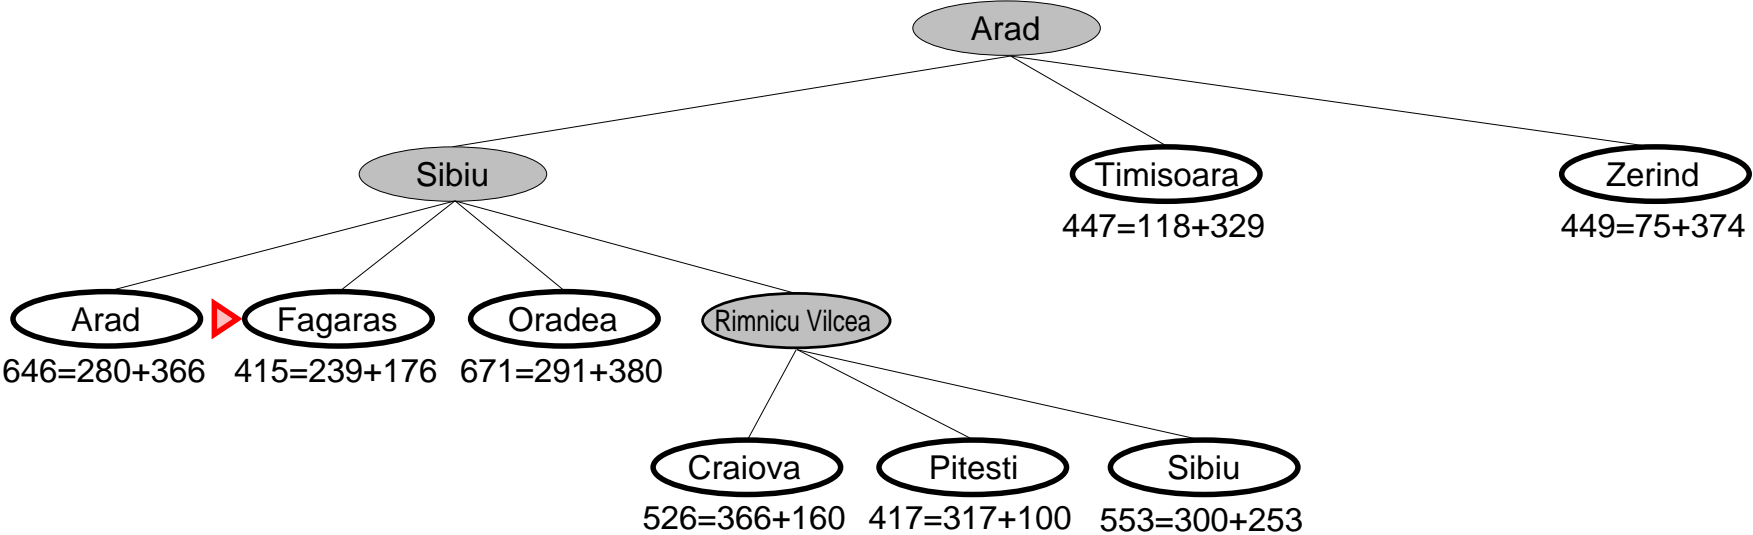 Arad
Sibiu
Timisoara
Zerind
447=118+329
449=75+374
Arad
Fagaras
Oradea
Rimnicu Vilcea
646=280+366
415=239+176
671=291+380
Craiova
Pitesti
Sibiu
526=366+160
417=317+100
553=300+253